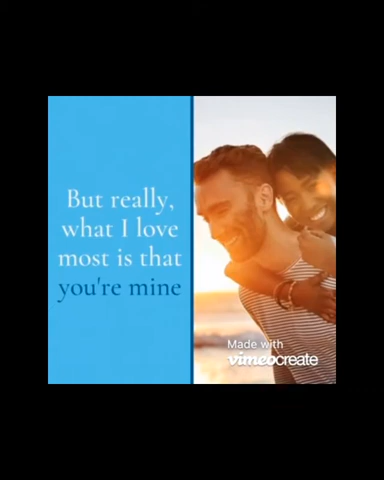 But really,
what I love
most is that
you're mine
Made with
vimeocreate